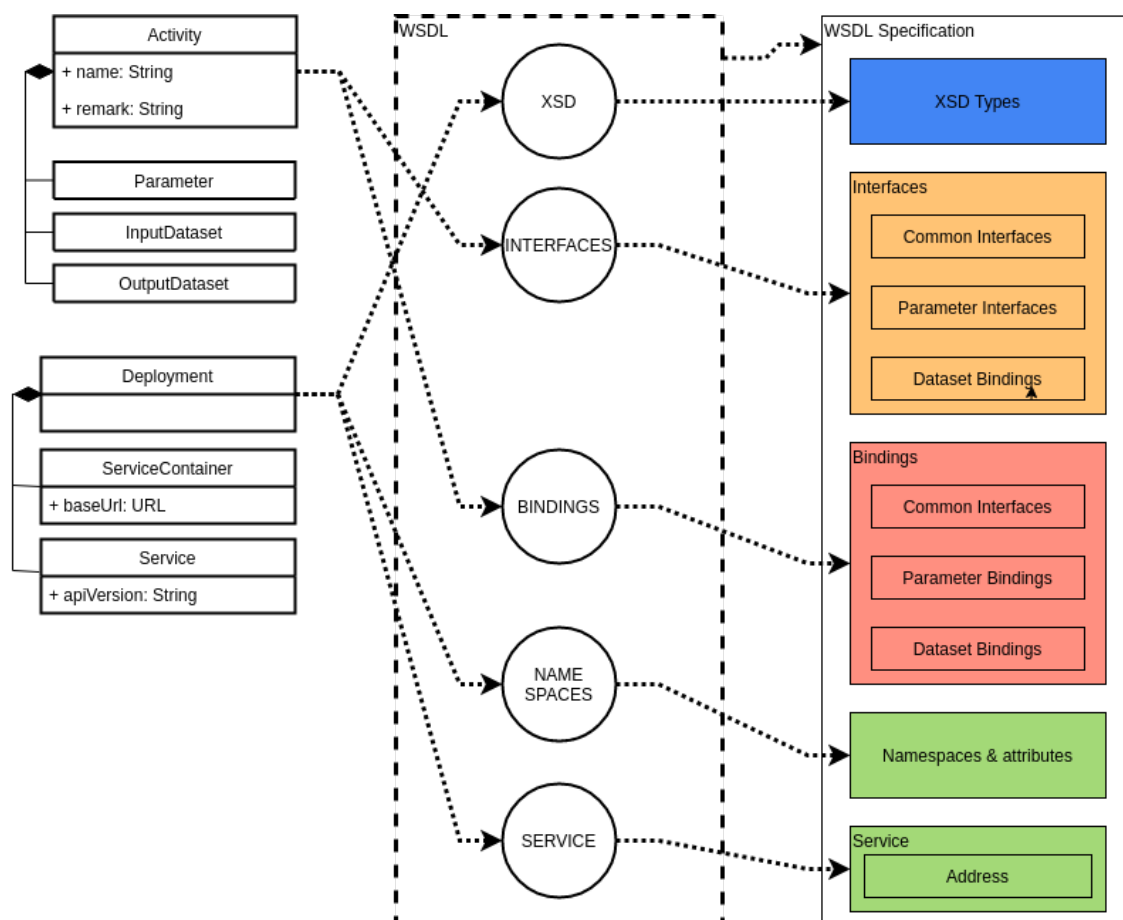 Activity
+ name: String
+ remark: String
Parameter
InputDataset
OutputDataset
Deployment
ServiceContainer
+ baseUrl: URL
Service
+ apiVersion: String
WSDL
XSD
INTERFACES
BINDINGS
NAME
SPACES
SERVICE
WSDL Specification
XSD Types
Interfaces
Common Interfaces
Parameter Interfaces
Dataset Bindings
Bindings
Common Interfaces
Parameter Bindings
Dataset Bindings
Namespaces & attributes
Service
Address